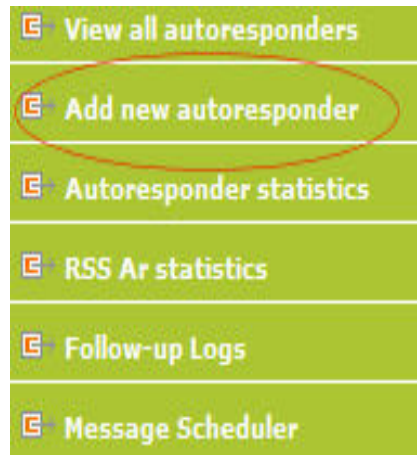 View all autoresponders
Add new autoresponder
Autoresponder statistics
RSS Ar statistics
Follow-up Logs
Message Scheduler